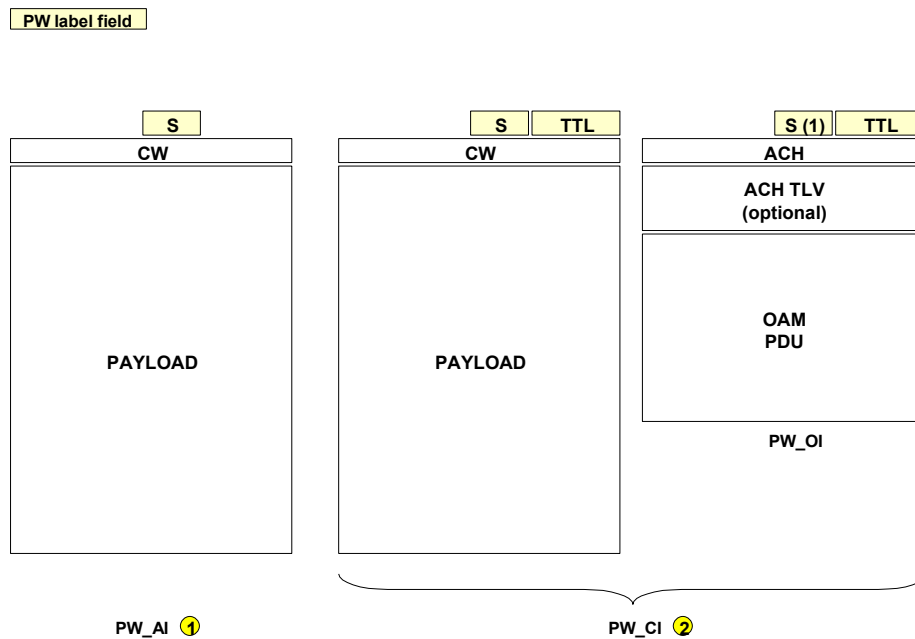 PW label field
S S TTL S (1) TTL
CW CW ACH
ACH TLV
(optional)
PAYLOAD PAYLOAD
OAM
PDU
PW_OI
PW_AI 1 PW_CI 2